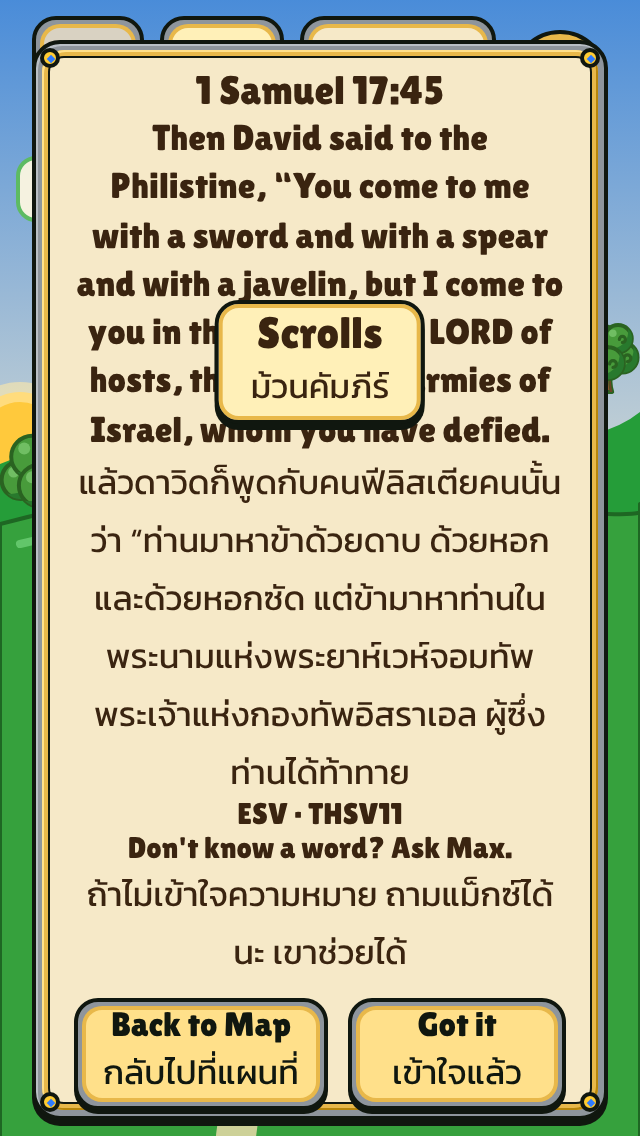 1 Samuel 17:45
Then David said to the
Philistine, “You come to me
with a sword and with a spear
and with a javelin, but I come to
you in LORD of
hosts, of
Israel, whom you have defied.
Scrolls
ม้วนคัมภีร์
แล้วดาวิดก็พูดกับคนฟีลิสเตียคนนั้น
ว่า “ท่านมาหาข้าด้วยดาบ ด้วยหอก
และด้วยหอกซัด แต่ข้ามาหาท่านใน
พระนามแห่งพระยาห์เวห์จอมทัพ
พระเจ้าแห่งกองทัพอิสราเอล ผู้ซึ่ง
ท่านได้ท้าทาย
ESV · THSV11
Don't know a word? Ask Max.
ถ้าไม่เข้าใจความหมาย ถามแม็กซ์ได้
นะ เขาช่วยได้
Back to Map
กลับไปที่แผนที่
Got it
เข้าใจแล้ว